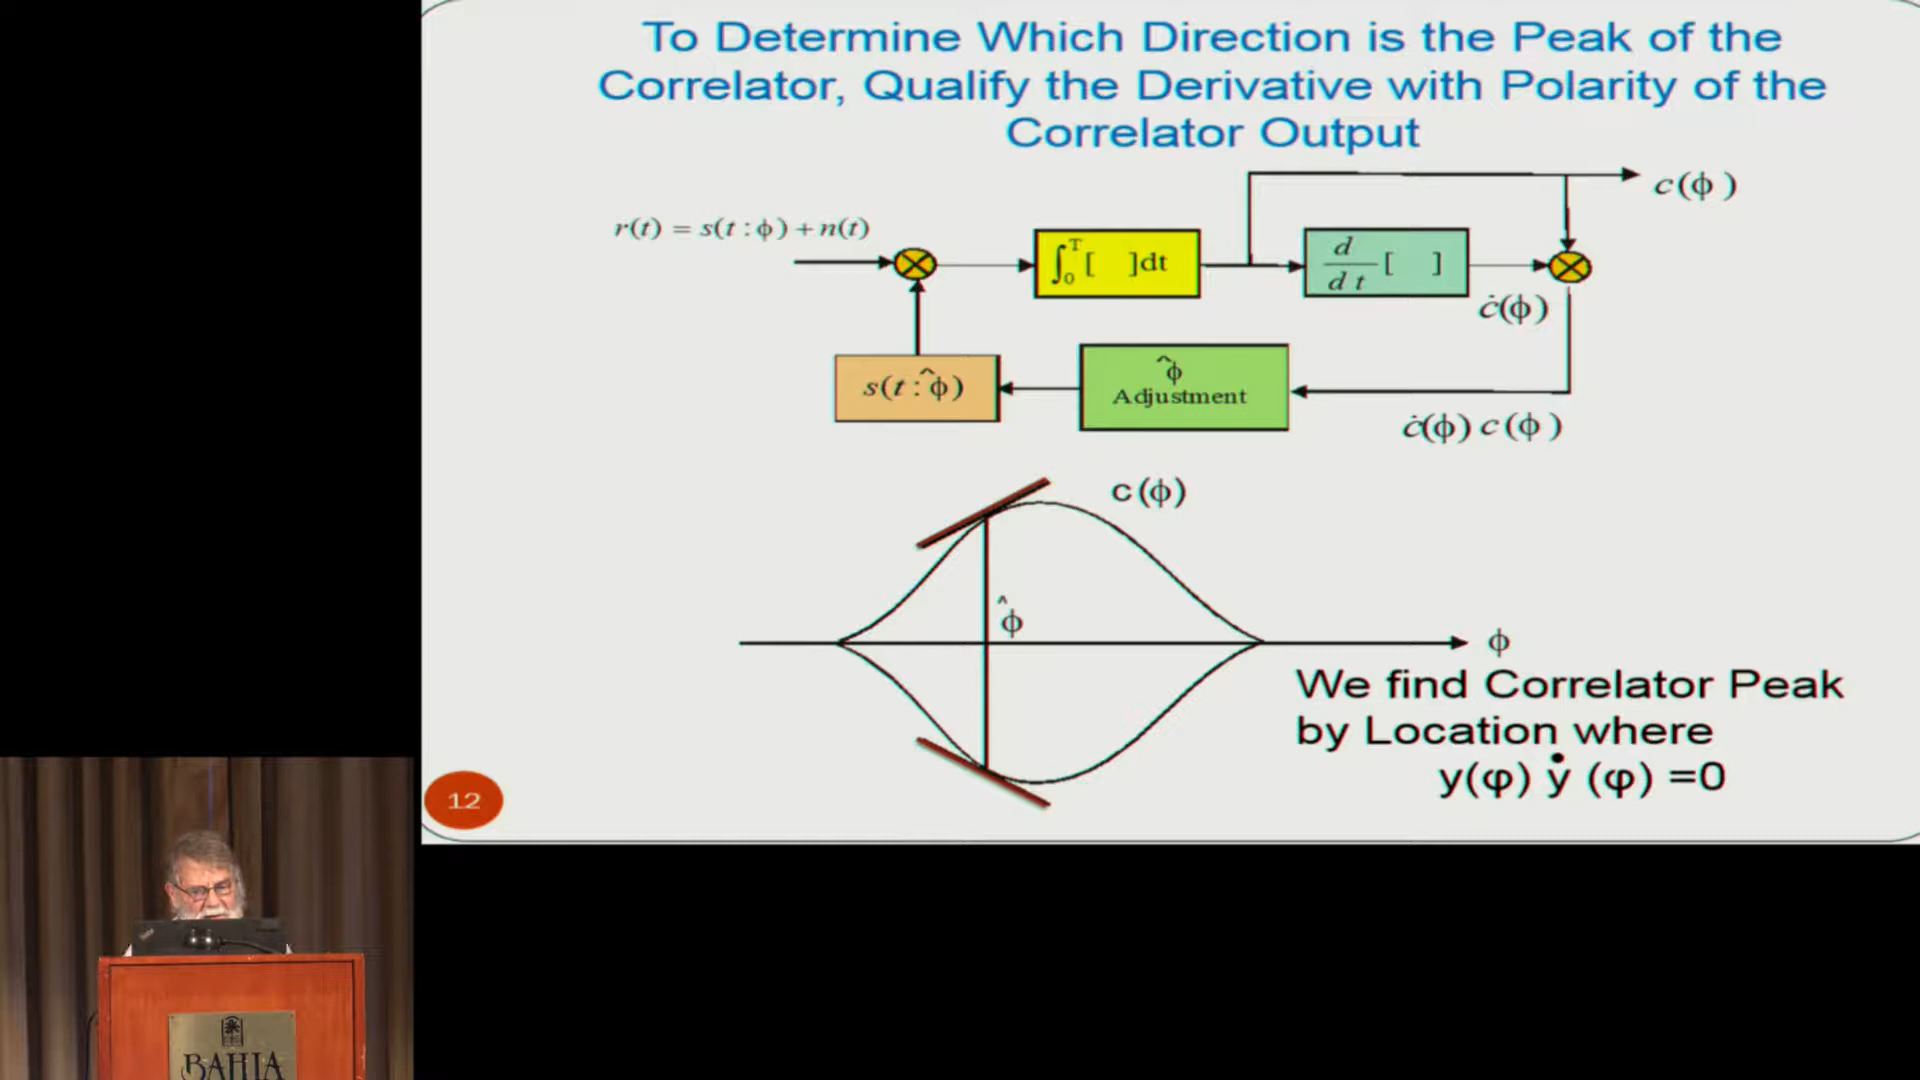 To Determine Which Direction is the Peak of the
Correlator, Qualify the Derivative with Polarity of the
Correlator Output
c(ϕ)
r(t) = s(t : ϕ) + n(t)
∫₀ᵀ[ ]dt
d/dt [ ]
ċ(ϕ)
s(t : ϕ̂)
ϕ̂
Adjustment
ċ(ϕ) c(ϕ)
c(ϕ)
ϕ̂
ϕ
We find Correlator Peak
by Location where
y(φ) ẏ (φ) =0
12
BAHIA